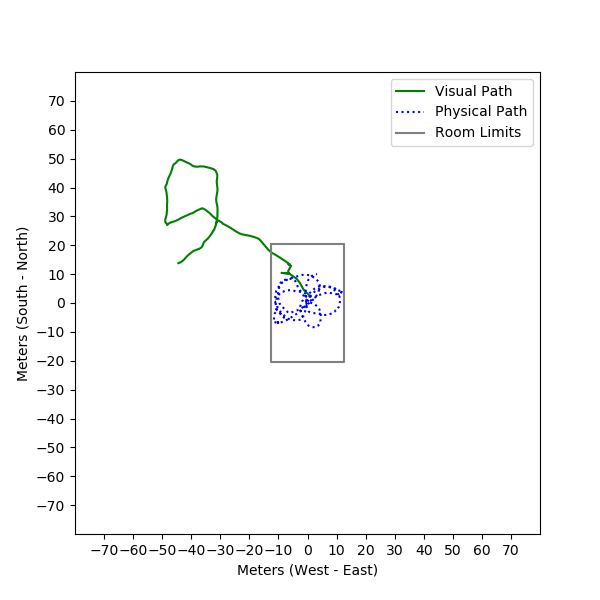 Visual Path
Physical Path
Room Limits
70
60
50
40
30
20
10
0
−10
−20
−30
−40
−50
−60
−70
Meters (South - North)
−70 −60 −50 −40 −30 −20 −10 0 10 20 30 40 50 60 70
Meters (West - East)